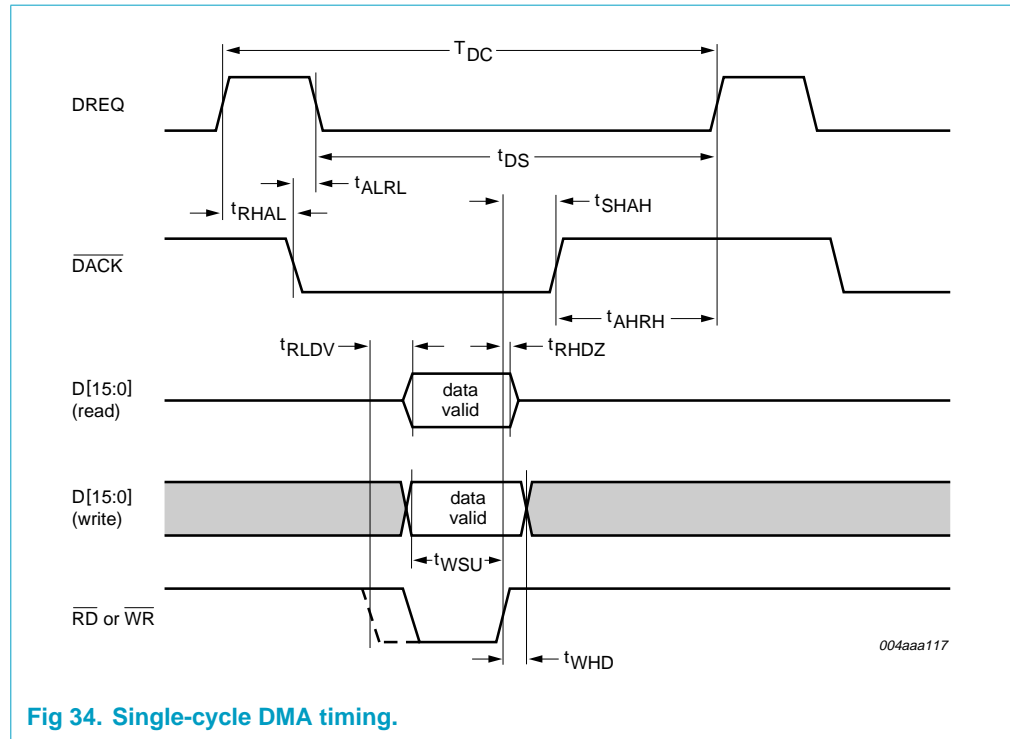 T_DC
DREQ
t_DS
t_ALRL
t_RHAL
t_SHAH
DACK
t_AHRH
t_RLDV
t_RHDZ
D[15:0]
(read)
data
valid
D[15:0]
(write)
data
valid
t_WSU
RD or WR
004aaa117
t_WHD
Fig 34. Single-cycle DMA timing.